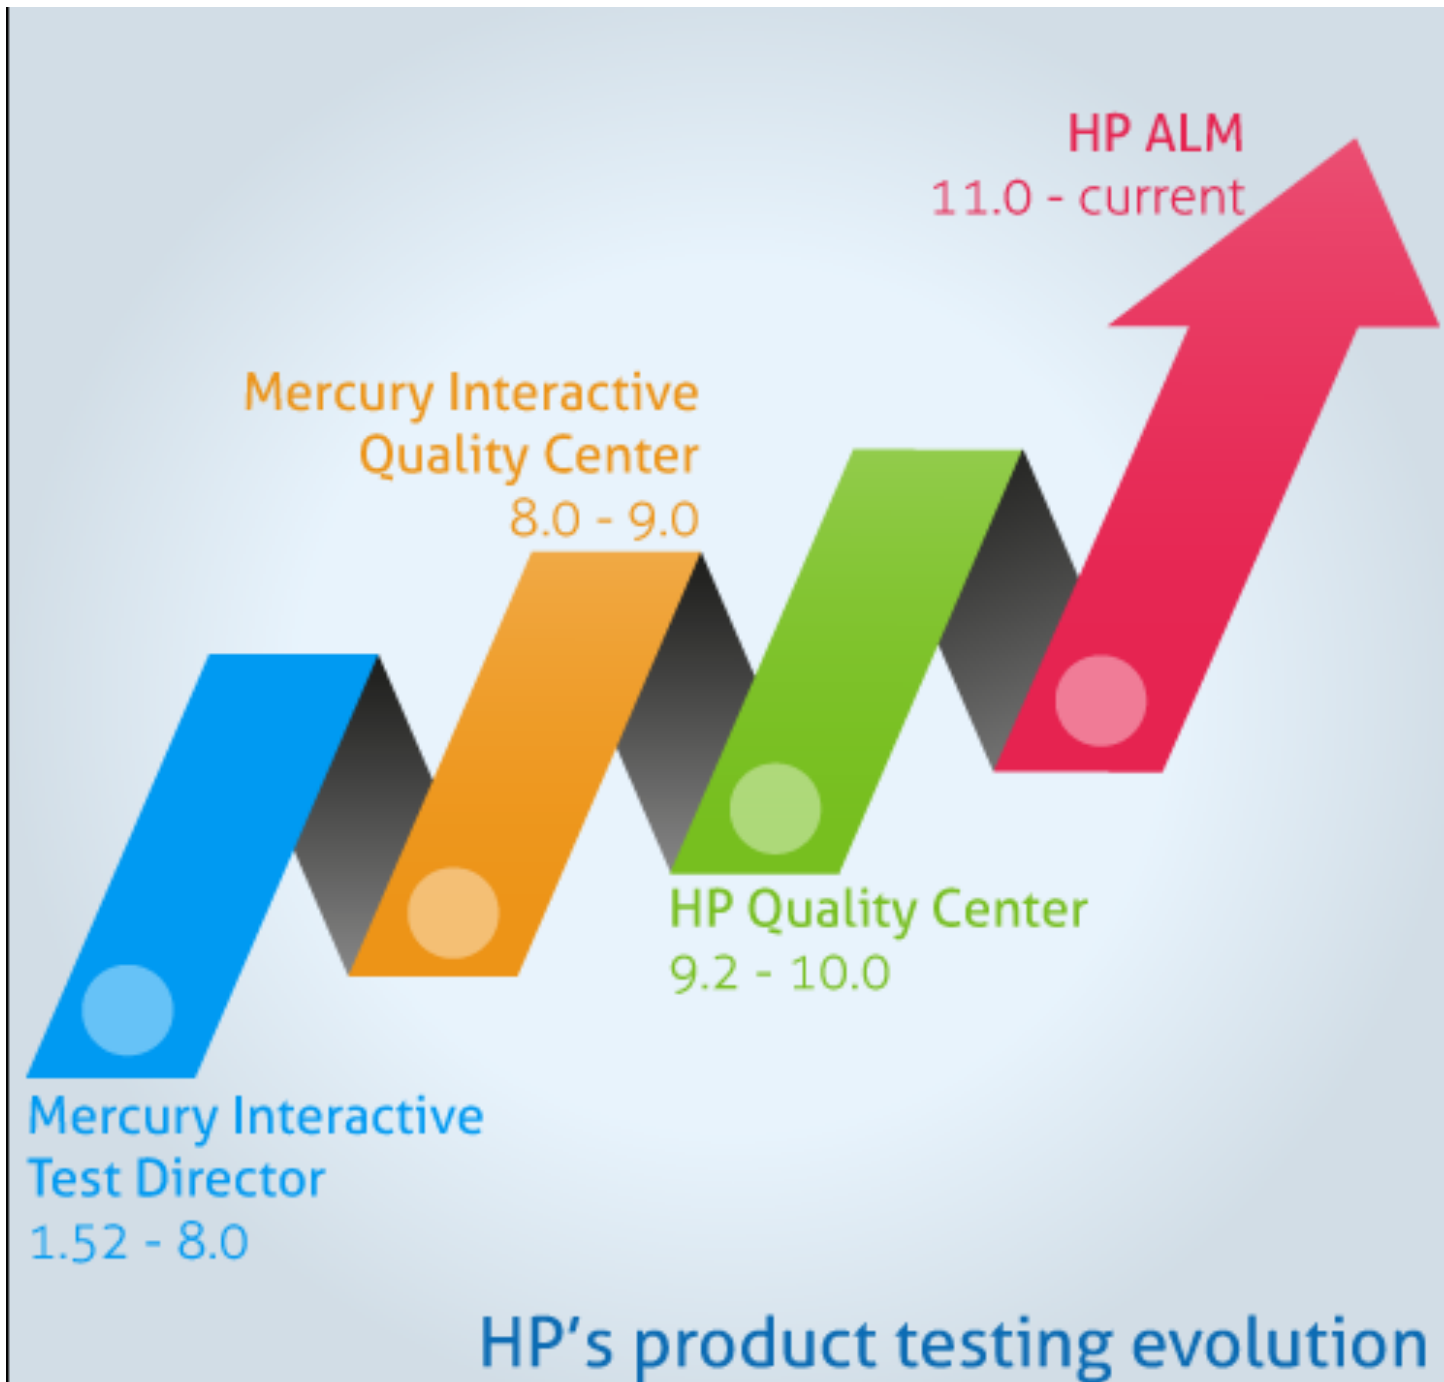 HP ALM
11.0 - current
Mercury Interactive
Quality Center
8.0 - 9.0
HP Quality Center
9.2 - 10.0
Mercury Interactive
Test Director
1.52 - 8.0
HP's product testing evolution